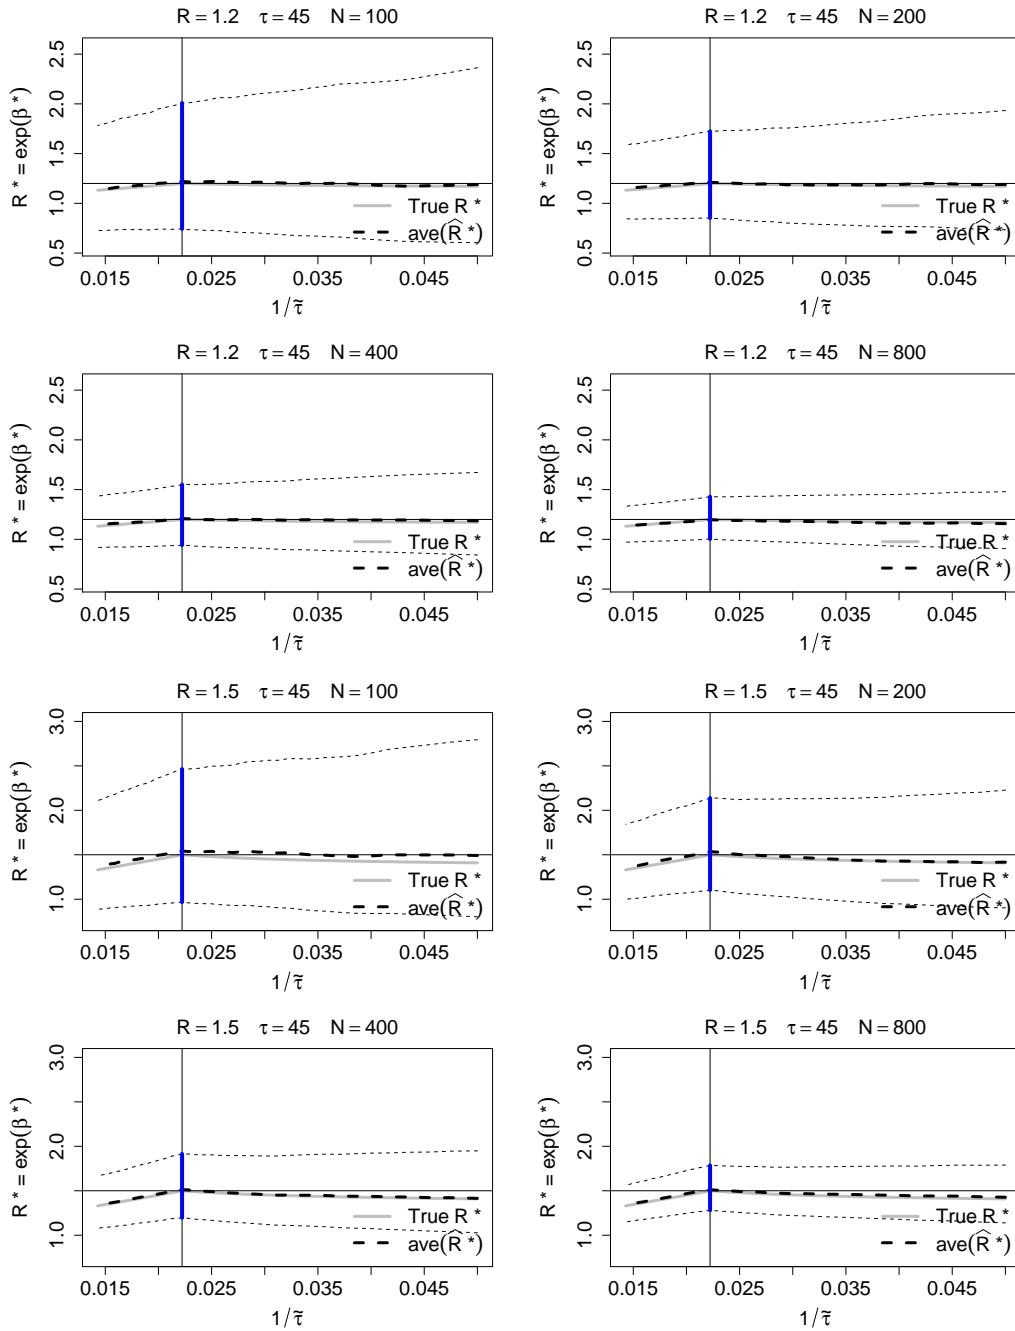 R = 1.2 τ = 45 N = 100
R * = exp(β *)
0.5 1.0 1.5 2.0 2.5
True R *
ave(R̂ *)
0.015 0.025 0.035 0.045
1/τ̃
R = 1.2 τ = 45 N = 200
R * = exp(β *)
0.5 1.0 1.5 2.0 2.5
True R *
ave(R̂ *)
0.015 0.025 0.035 0.045
1/τ̃
R = 1.2 τ = 45 N = 400
R * = exp(β *)
0.5 1.0 1.5 2.0 2.5
True R *
ave(R̂ *)
0.015 0.025 0.035 0.045
1/τ̃
R = 1.2 τ = 45 N = 800
R * = exp(β *)
0.5 1.0 1.5 2.0 2.5
True R *
ave(R̂ *)
0.015 0.025 0.035 0.045
1/τ̃
R = 1.5 τ = 45 N = 100
R * = exp(β *)
1.0 2.0 3.0
True R *
ave(R̂ *)
0.015 0.025 0.035 0.045
1/τ̃
R = 1.5 τ = 45 N = 200
R * = exp(β *)
1.0 2.0 3.0
True R *
ave(R̂ *)
0.015 0.025 0.035 0.045
1/τ̃
R = 1.5 τ = 45 N = 400
R * = exp(β *)
1.0 2.0 3.0
True R *
ave(R̂ *)
0.015 0.025 0.035 0.045
1/τ̃
R = 1.5 τ = 45 N = 800
R * = exp(β *)
1.0 2.0 3.0
True R *
ave(R̂ *)
0.015 0.025 0.035 0.045
1/τ̃